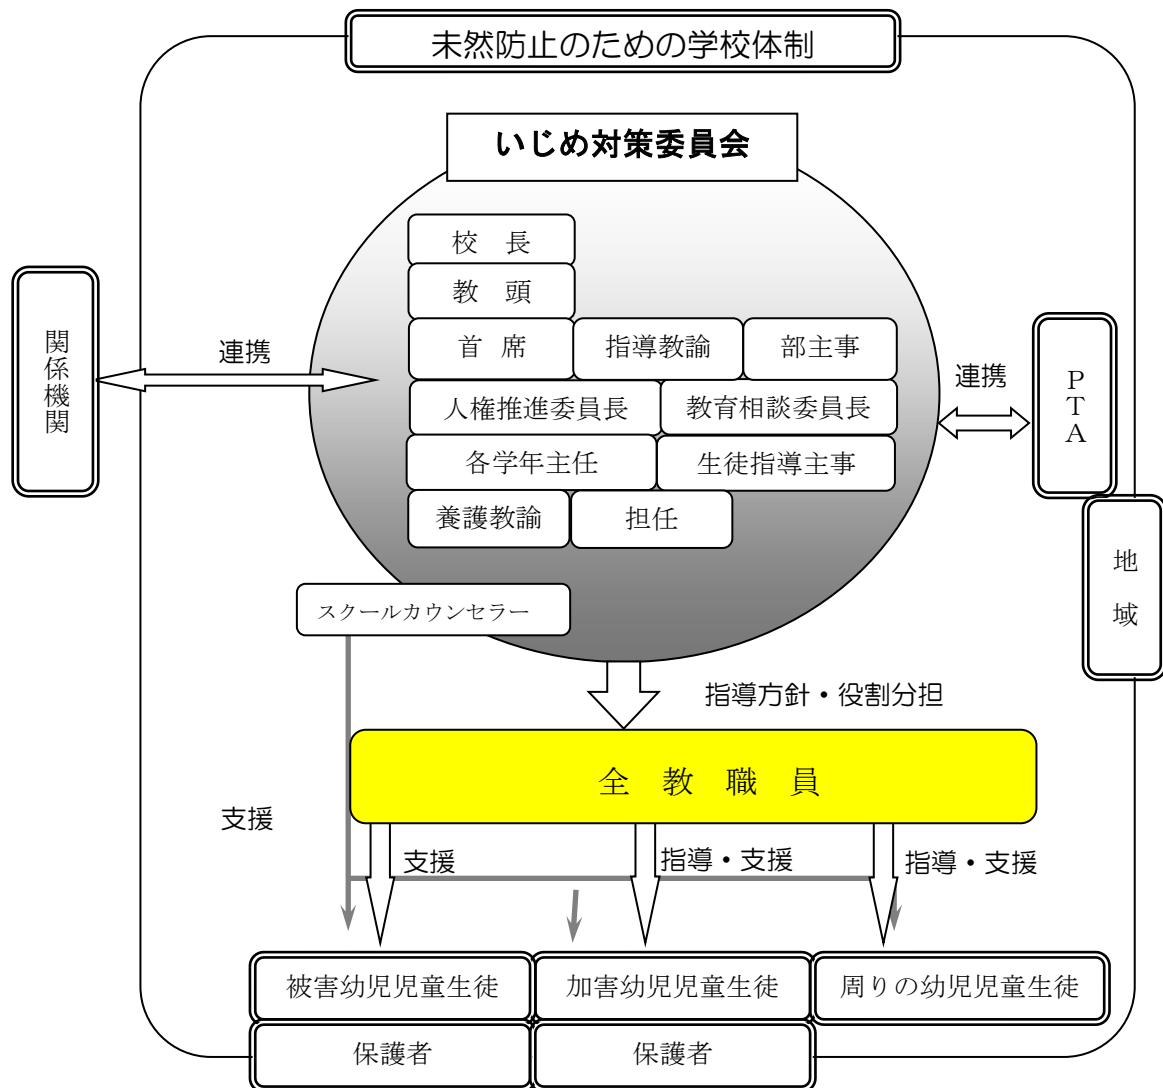 未然防止のための学校体制
いじめ対策委員会
校　長
教　頭
首 席
指導教諭
部主事
人権推進委員長
教育相談委員長
各学年主任
生徒指導主事
養護教諭
担任
スクールカウンセラー
関係機関
連携
連携
ＰＴＡ
地域
指導方針・役割分担
全　教　職　員
支援
支援
指導・支援
指導・支援
被害幼児児童生徒
加害幼児児童生徒
周りの幼児児童生徒
保護者
保護者